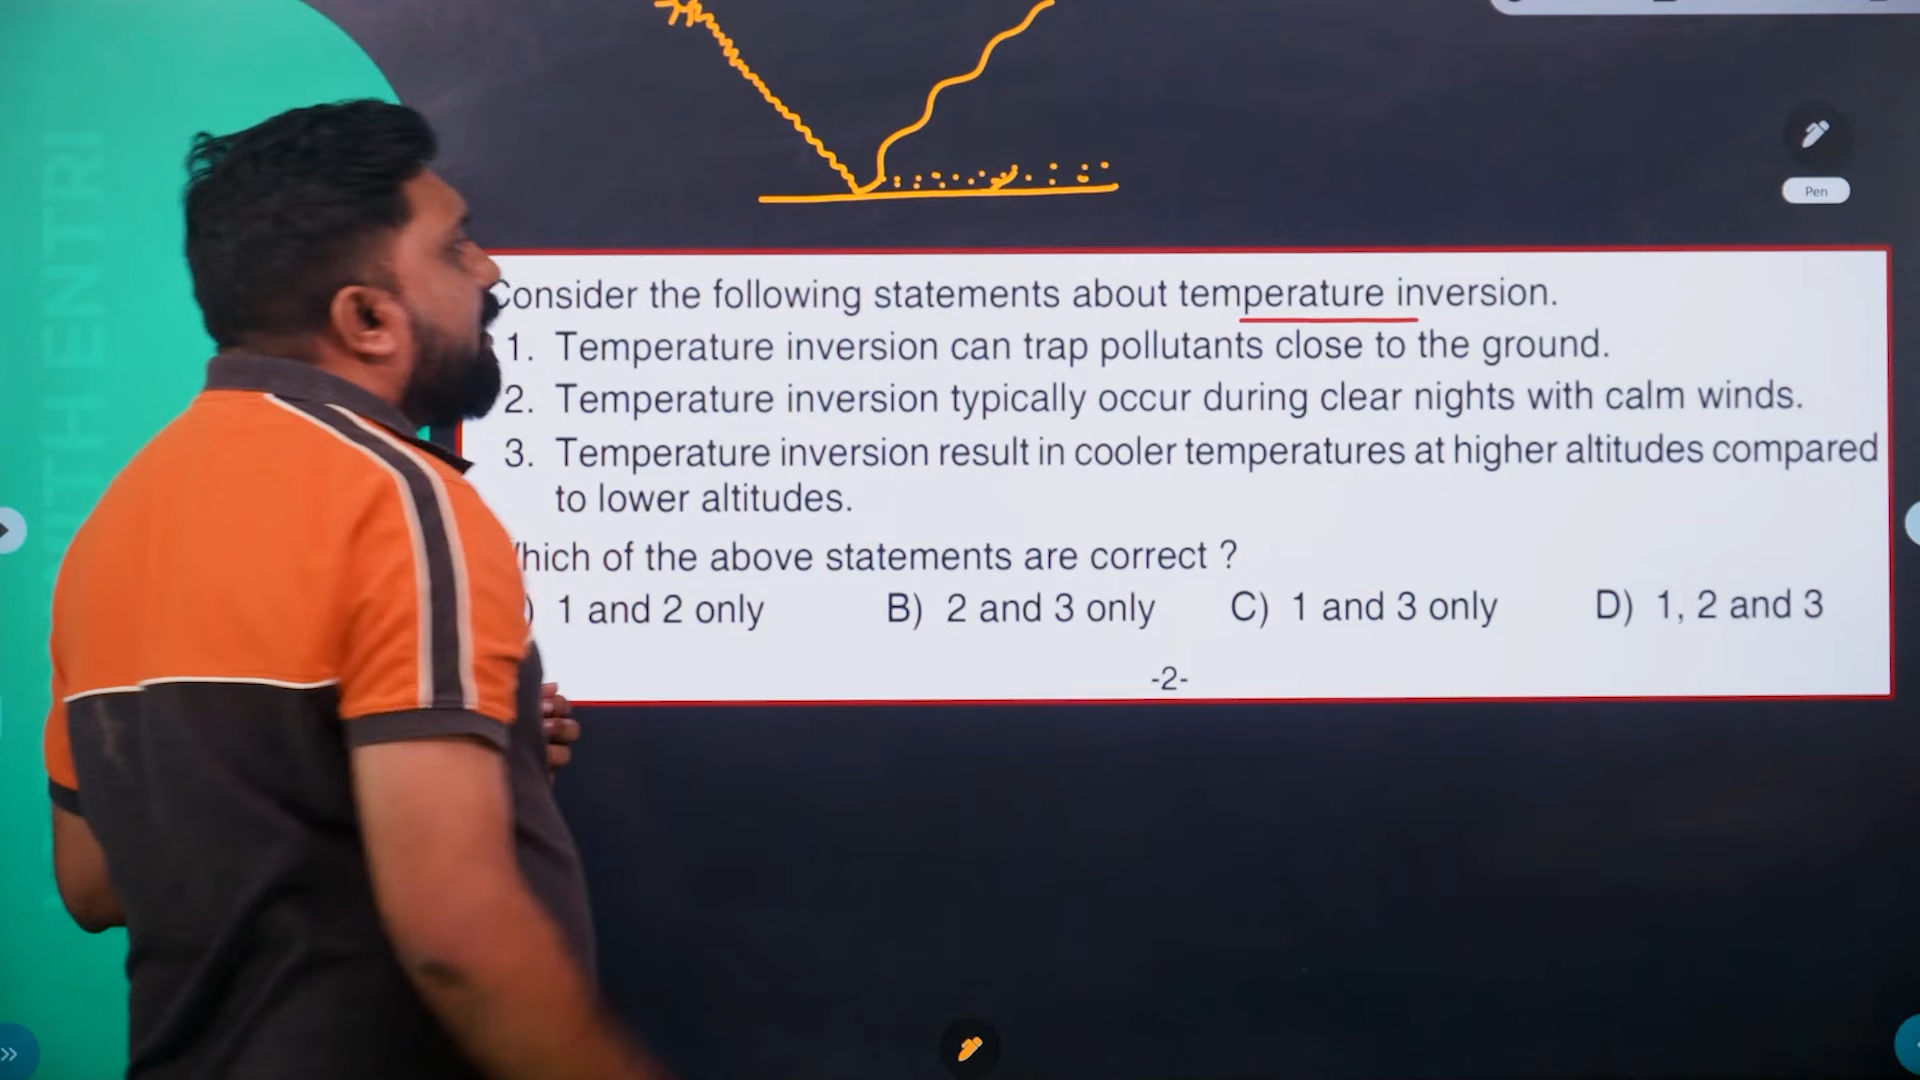 WITH ENTRI
Pen
Consider the following statements about temperature inversion.
1. Temperature inversion can trap pollutants close to the ground.
2. Temperature inversion typically occur during clear nights with calm winds.
3. Temperature inversion result in cooler temperatures at higher altitudes compared
to lower altitudes.
hich of the above statements are correct ?
) 1 and 2 only B) 2 and 3 only C) 1 and 3 only D) 1, 2 and 3
-2-